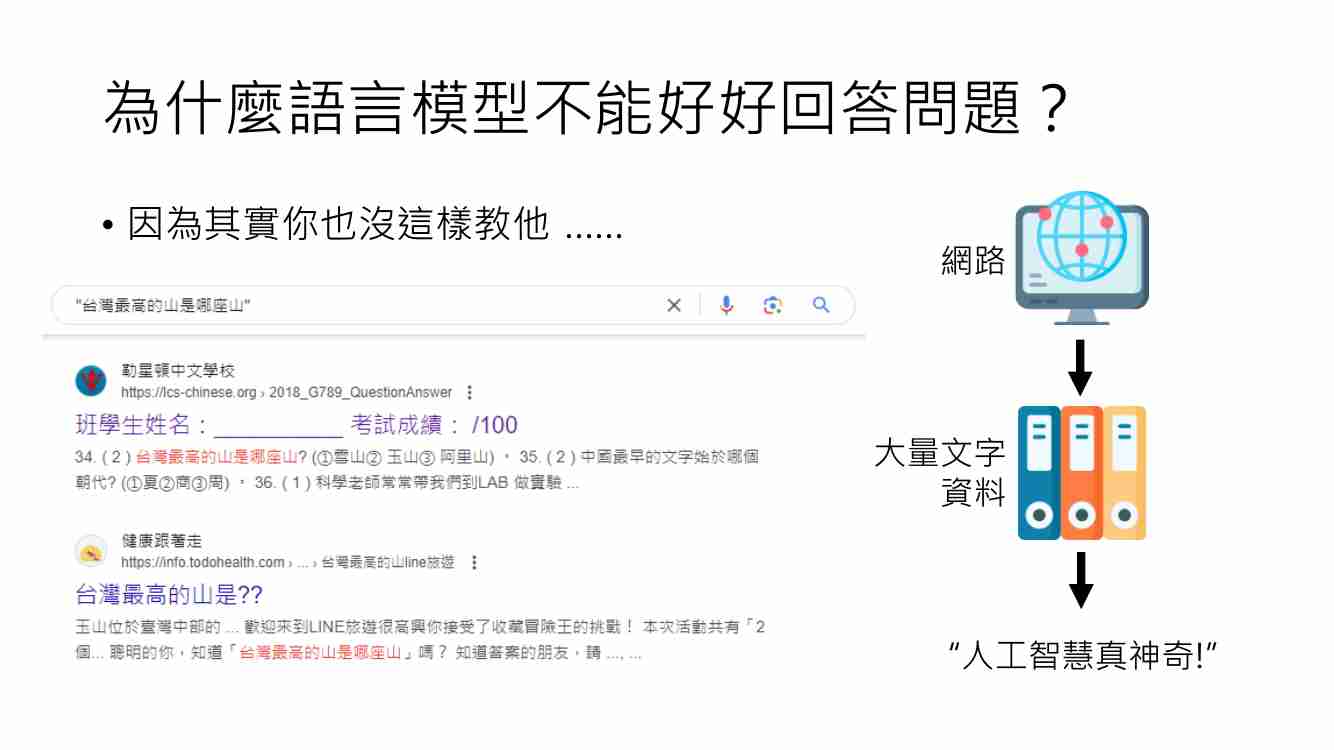 為什麼語言模型不能好好回答問題？
• 因為其實你也沒這樣教他 ……
"台灣最高的山是哪座山"
勒星頓中文學校
https://lcs-chinese.org › 2018_G789_QuestionAnswer
班學生姓名：__________ 考試成績： /100
34. ( 2 ) 台灣最高的山是哪座山? (①雪山② 玉山③ 阿里山) 。 35. ( 2 ) 中國最早的文字始於哪個
朝代? (①夏②商③周) 。 36. ( 1 ) 科學老師常常帶我們到LAB 做實驗 ...
健康跟著走
https://info.todohealth.com › ... › 台灣最高的山line旅遊
台灣最高的山是??
玉山位於臺灣中部的 ... 歡迎來到LINE旅遊很高興你接受了收藏冒險王的挑戰！ 本次活動共有「2
個... 聰明的你，知道「台灣最高的山是哪座山」嗎？ 知道答案的朋友，請 ..., ...
網路
大量文字
資料
“人工智慧真神奇!”